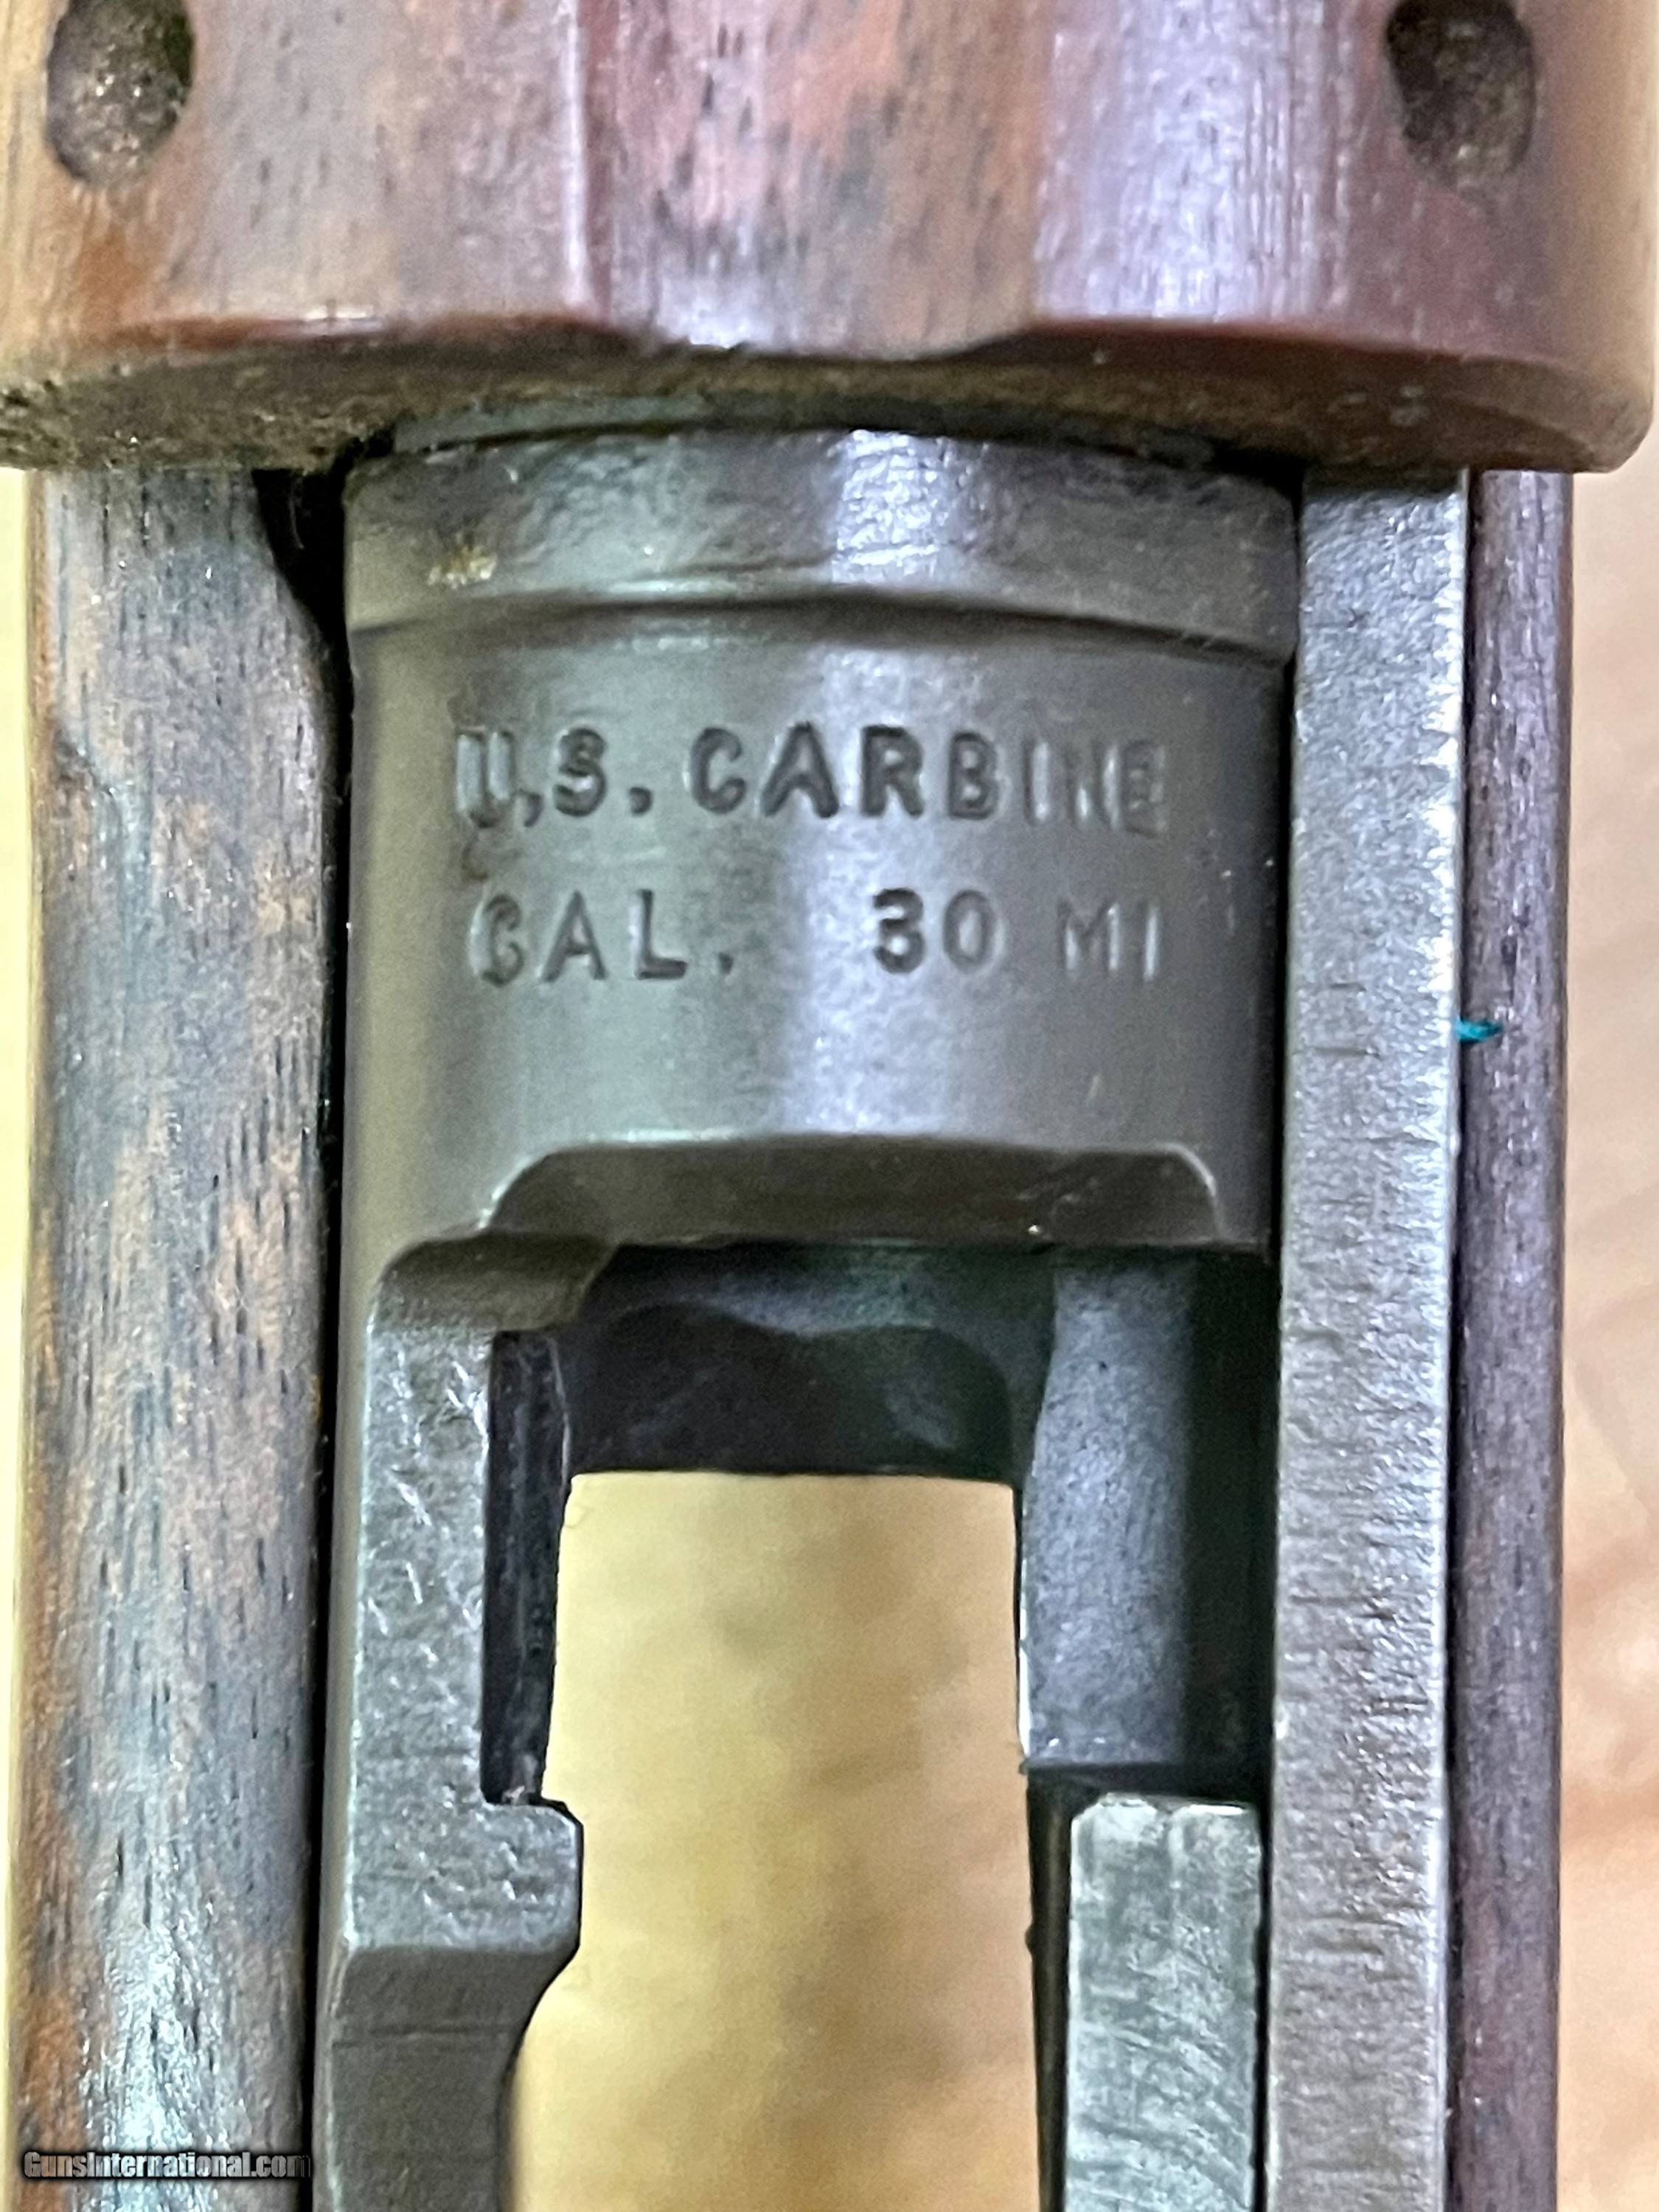 U.S. CARBINE
CAL. 30 M1
GunsInternational.com